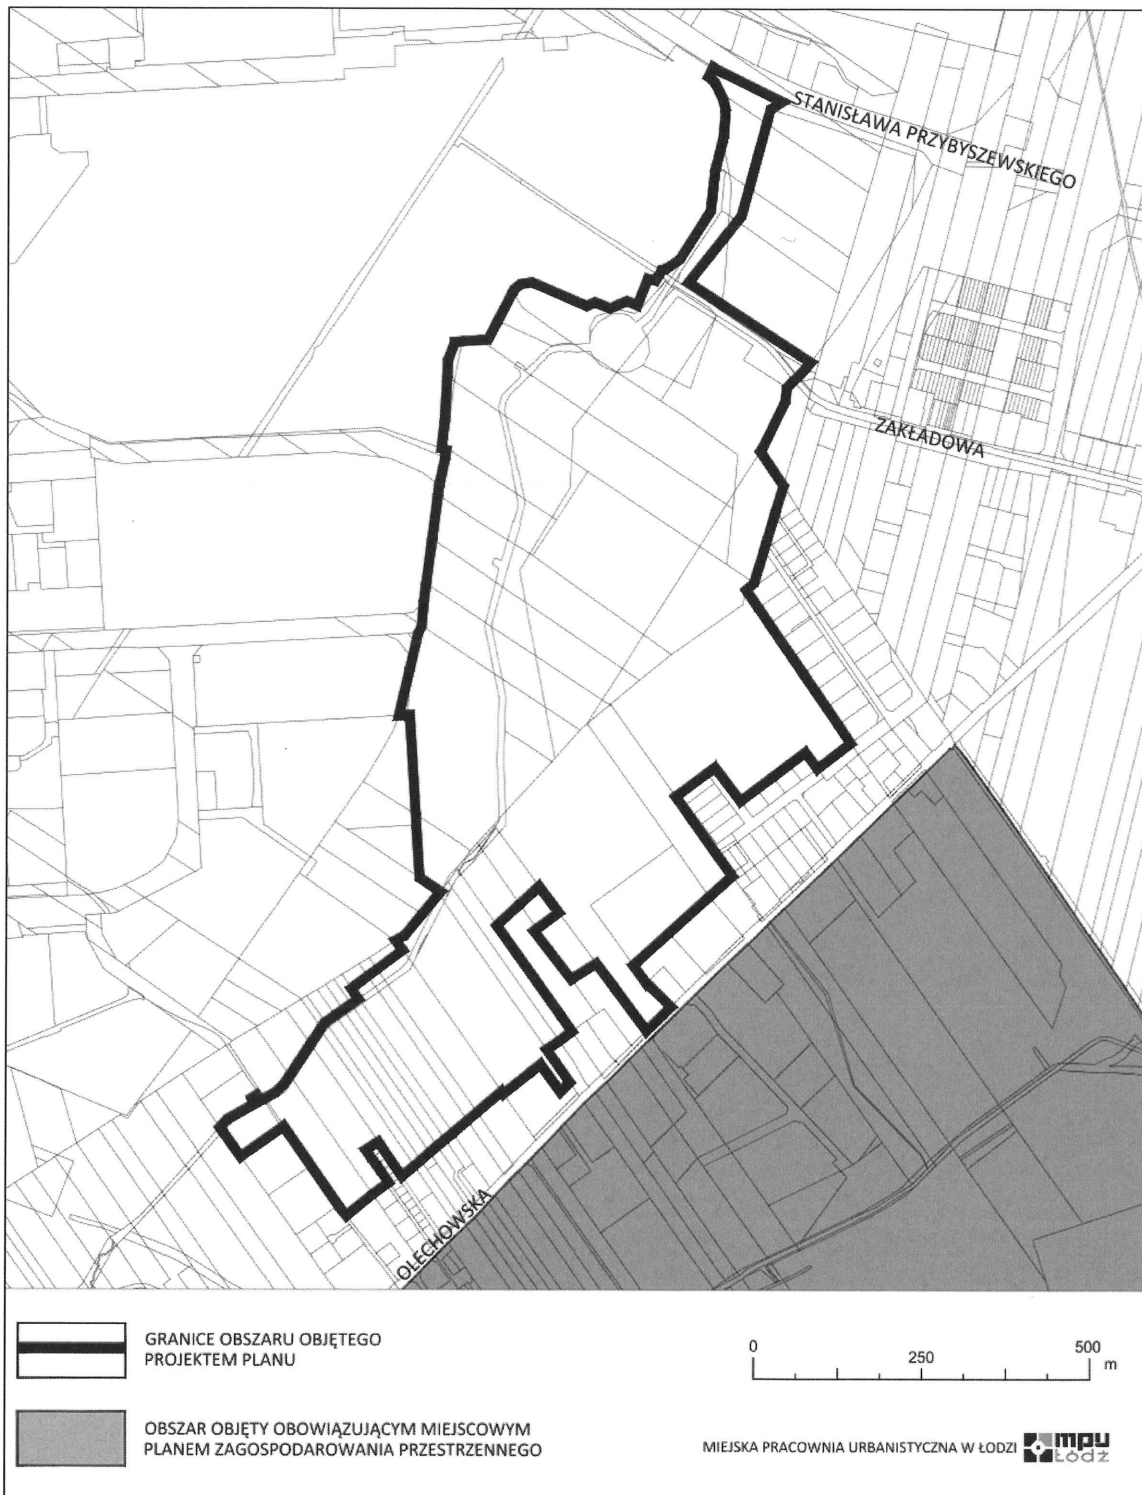 STANISŁAWA PRZYBYSZEWSKIEGO
ZAKŁADOWA
OLECHOWSKA
GRANICE OBSZARU OBJĘTEGO
PROJEKTEM PLANU
0 250 500 m
OBSZAR OBJĘTY OBOWIĄZUJĄCYM MIEJSCOWYM
PLANEM ZAGOSPODAROWANIA PRZESTRZENNEGO
MIEJSKA PRACOWNIA URBANISTYCZNA W ŁODZI mpu
Łódź